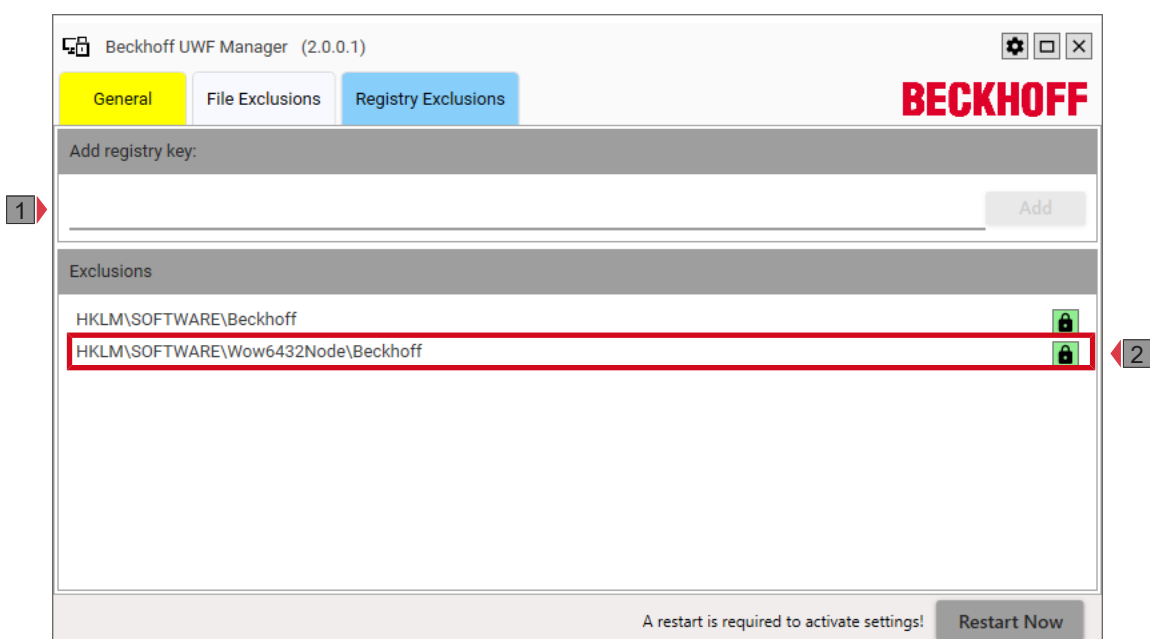 Beckhoff UWF Manager (2.0.0.1)
General
File Exclusions
Registry Exclusions
BECKHOFF
Add registry key:
1
Add
Exclusions
HKLM\SOFTWARE\Beckhoff
HKLM\SOFTWARE\Wow6432Node\Beckhoff
2
A restart is required to activate settings!
Restart Now